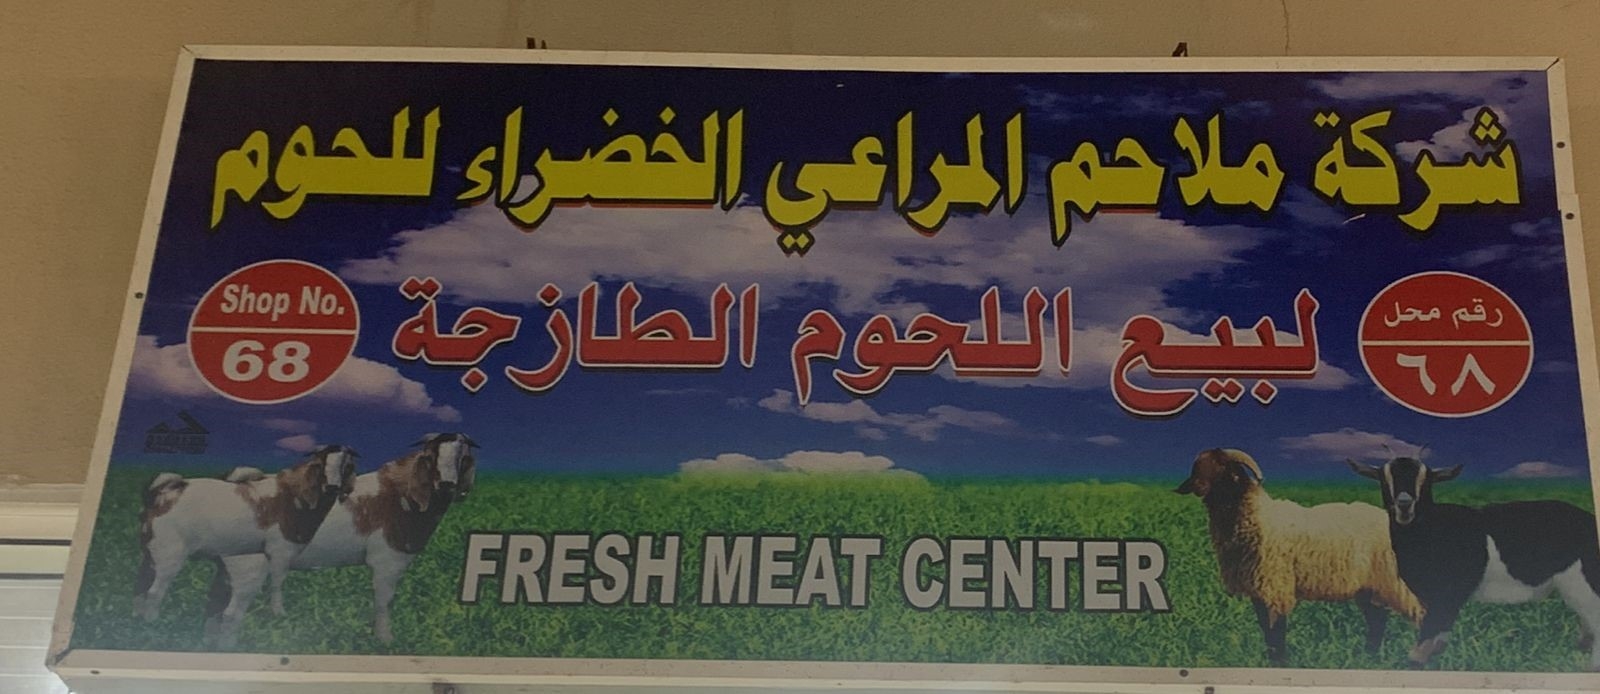 شركة ملاحم المراعي الخضراء للحوم
لبيع اللحوم الطازجة
رقم محل
٦٨
Shop No.
68
FRESH MEAT CENTER